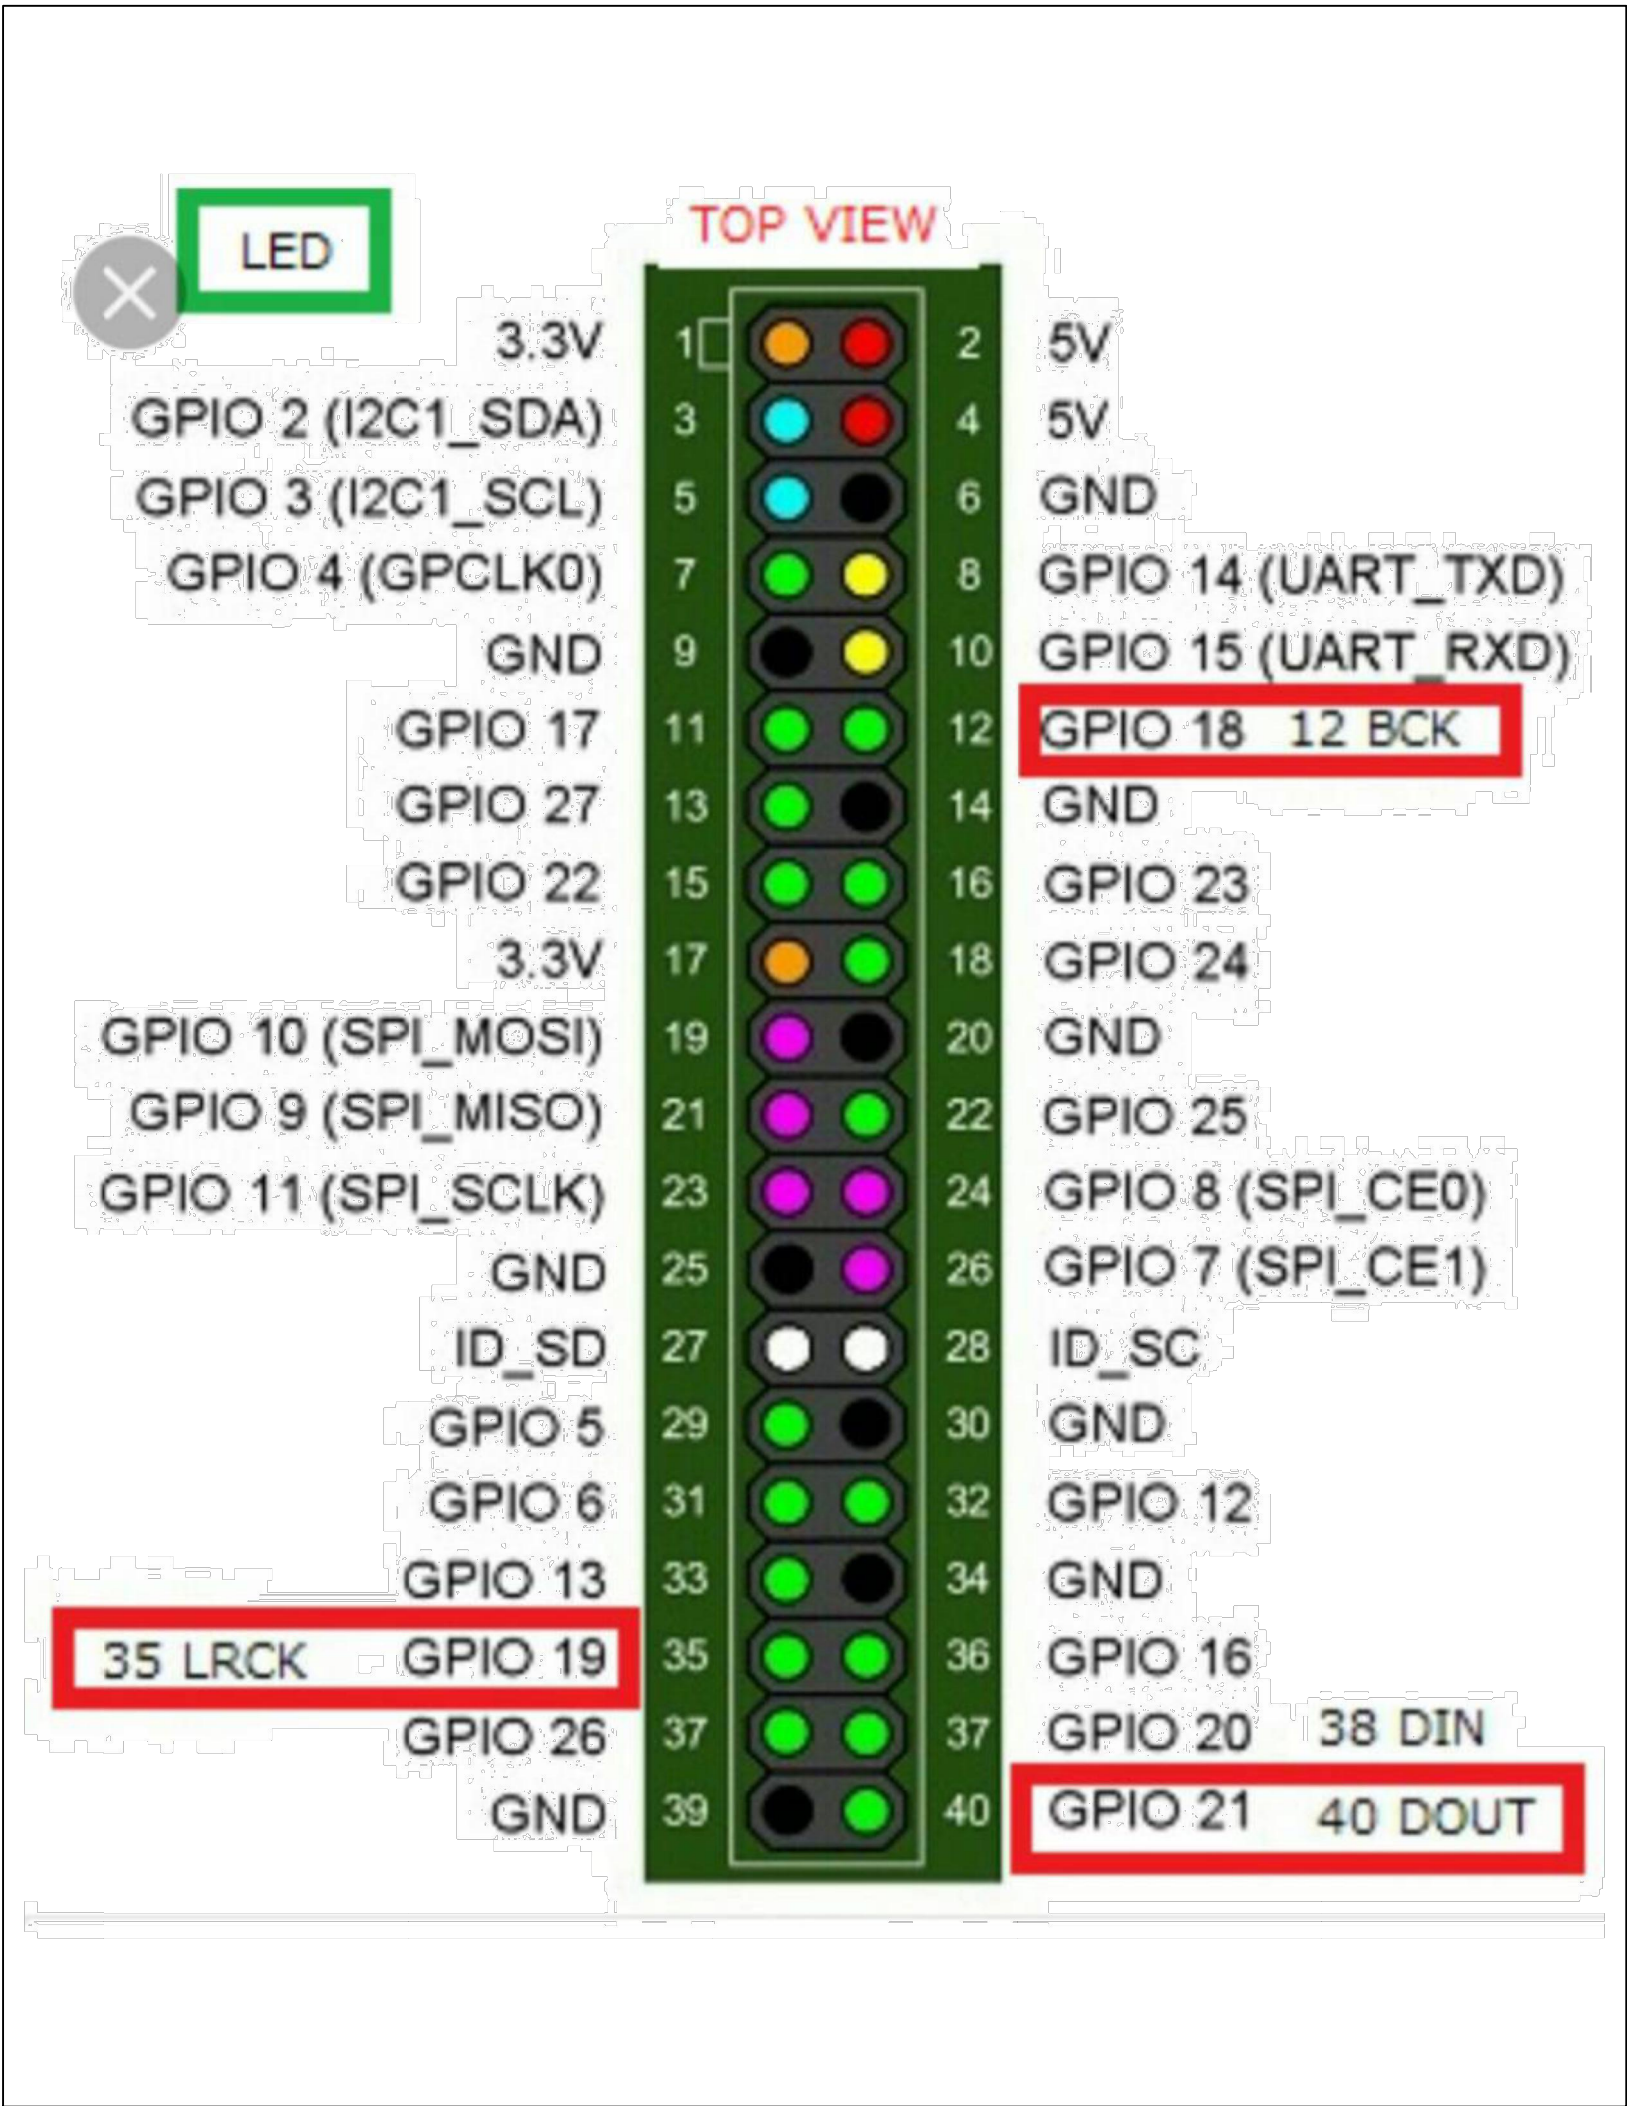 LED
TOP VIEW
3.3V 1 2 5V
GPIO 2 (I2C1_SDA) 3 4 5V
GPIO 3 (I2C1_SCL) 5 6 GND
GPIO 4 (GPCLK0) 7 8 GPIO 14 (UART_TXD)
GND 9 10 GPIO 15 (UART_RXD)
GPIO 17 11 12 GPIO 18 12 BCK
GPIO 27 13 14 GND
GPIO 22 15 16 GPIO 23
3.3V 17 18 GPIO 24
GPIO 10 (SPI_MOSI) 19 20 GND
GPIO 9 (SPI_MISO) 21 22 GPIO 25
GPIO 11 (SPI_SCLK) 23 24 GPIO 8 (SPI_CE0)
GND 25 26 GPIO 7 (SPI_CE1)
ID_SD 27 28 ID_SC
GPIO 5 29 30 GND
GPIO 6 31 32 GPIO 12
GPIO 13 33 34 GND
35 LRCK GPIO 19 35 36 GPIO 16
GPIO 26 37 37 GPIO 20 38 DIN
GND 39 40 GPIO 21 40 DOUT